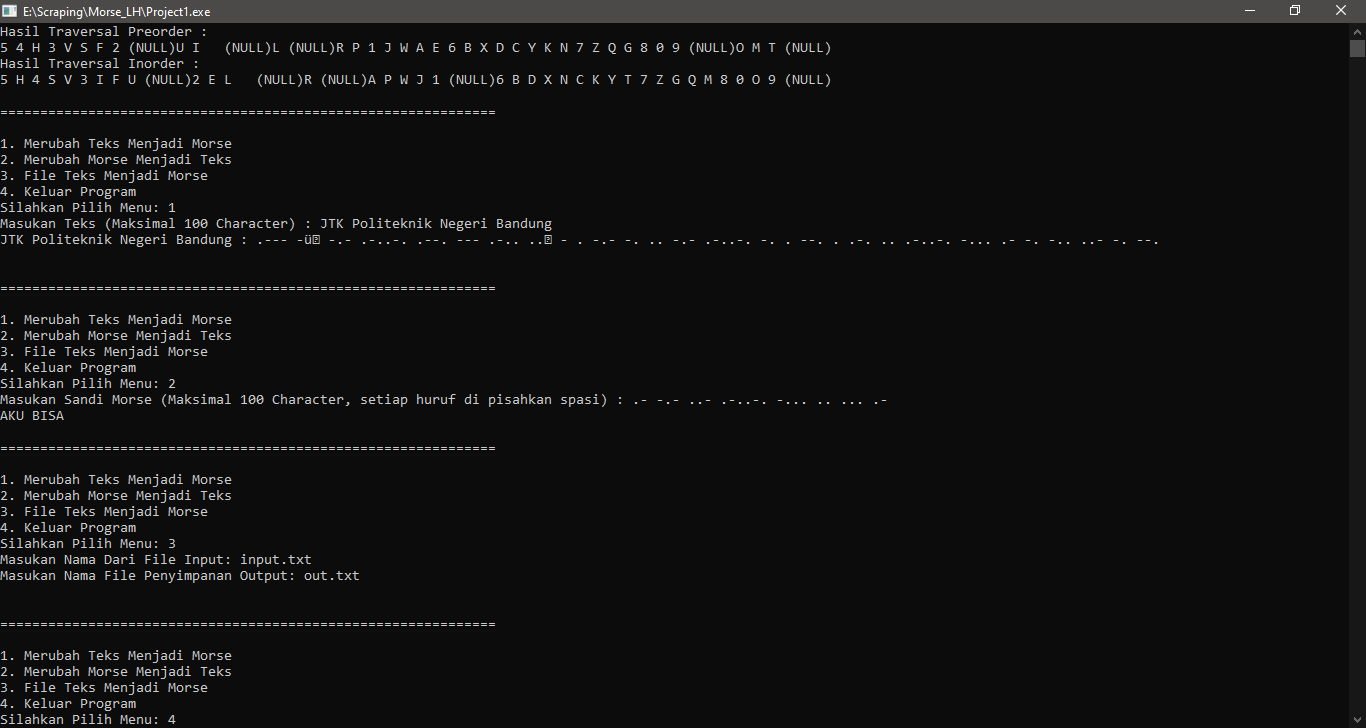 E:\Scraping\Morse_LH\Project1.exe
Hasil Traversal Preorder :
5 4 H 3 V S F 2 (NULL)U I   (NULL)L (NULL)R P 1 J W A E 6 B X D C Y K N 7 Z Q G 8 0 9 (NULL)O M T (NULL)
Hasil Traversal Inorder :
5 H 4 S V 3 I F U (NULL)2 E L   (NULL)R (NULL)A P W J 1 (NULL)6 B D X N C K Y T 7 Z G Q M 8 0 O 9 (NULL)
==============================================================
1. Merubah Teks Menjadi Morse
2. Merubah Morse Menjadi Teks
3. File Teks Menjadi Morse
4. Keluar Program
Silahkan Pilih Menu: 1
Masukan Teks (Maksimal 100 Character) : JTK Politeknik Negeri Bandung
JTK Politeknik Negeri Bandung : .--- -ü⍰ -.- .-..-. .--. --- .-.. ..⍰ - . -.- -. .. -.- .-..-. -. . --. . .-. .. .-..-. -... .- -. -.. ..- -. --.
==============================================================
1. Merubah Teks Menjadi Morse
2. Merubah Morse Menjadi Teks
3. File Teks Menjadi Morse
4. Keluar Program
Silahkan Pilih Menu: 2
Masukan Sandi Morse (Maksimal 100 Character, setiap huruf di pisahkan spasi) : .- -.- ..- .-..-. -... .. ... .-
AKU BISA
==============================================================
1. Merubah Teks Menjadi Morse
2. Merubah Morse Menjadi Teks
3. File Teks Menjadi Morse
4. Keluar Program
Silahkan Pilih Menu: 3
Masukan Nama Dari File Input: input.txt
Masukan Nama File Penyimpanan Output: out.txt
==============================================================
1. Merubah Teks Menjadi Morse
2. Merubah Morse Menjadi Teks
3. File Teks Menjadi Morse
4. Keluar Program
Silahkan Pilih Menu: 4